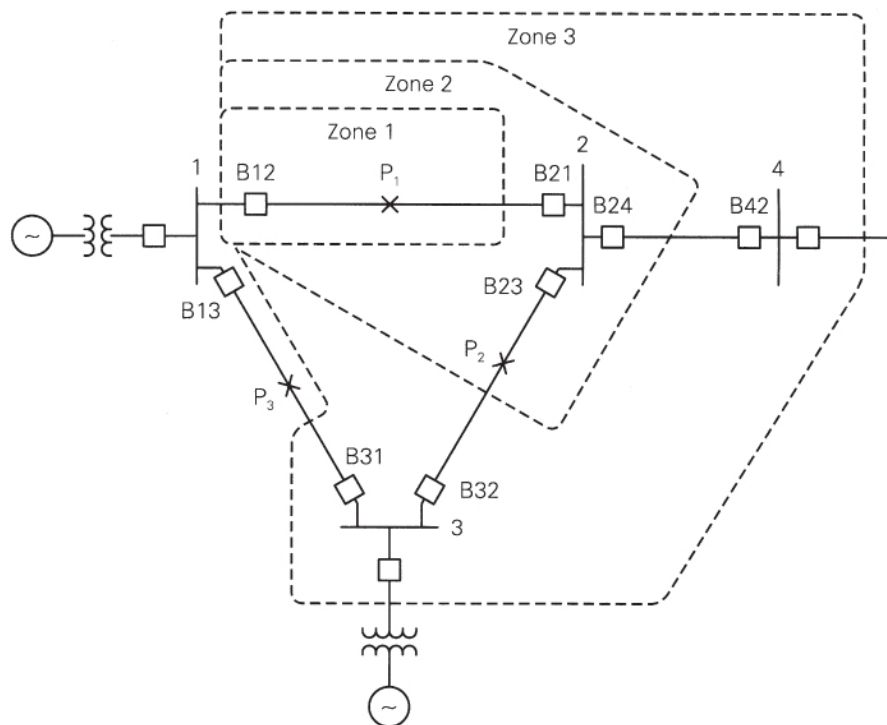 Zone 3
Zone 2
Zone 1
1
B12
P1
B21
2
B24
B42
4
~
B13
B23
P2
P3
B31
B32
3
~